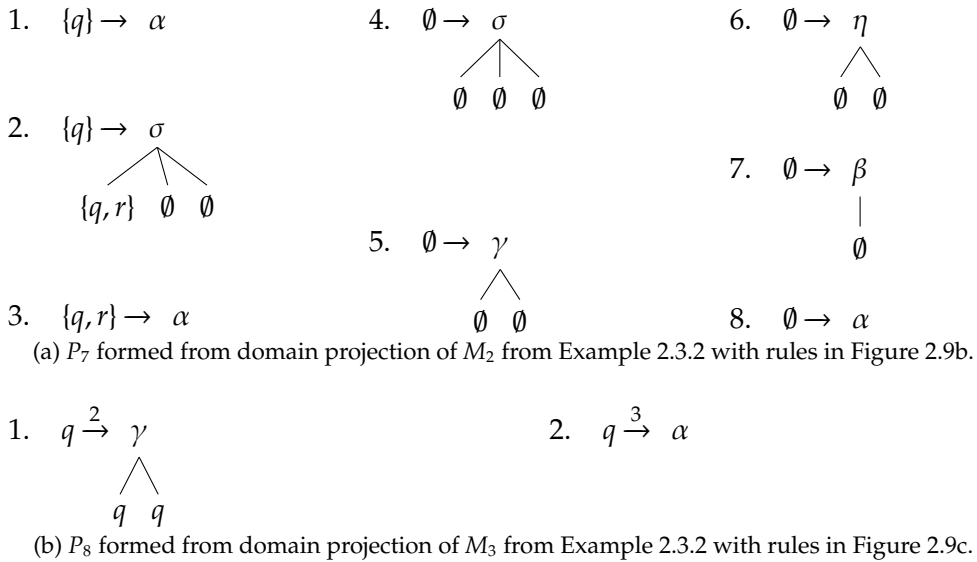 1. {q} → α
2. {q} → σ
{q, r} ∅ ∅
3. {q, r} → α
4. ∅ → σ
∅ ∅ ∅
5. ∅ → γ
∅ ∅
6. ∅ → η
∅ ∅
7. ∅ → β
∅
8. ∅ → α
(a) P₇ formed from domain projection of M₂ from Example 2.3.2 with rules in Figure 2.9b.
1. q →² γ
q q
2. q →³ α
(b) P₈ formed from domain projection of M₃ from Example 2.3.2 with rules in Figure 2.9c.